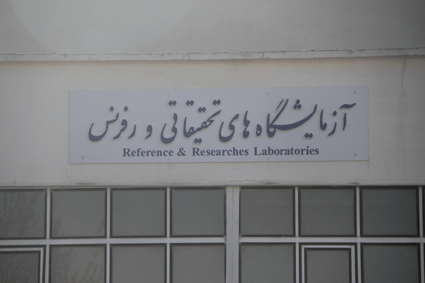 آزمایشگاه های تحقیقاتی و رفرنس
Reference & Researches Laboratories